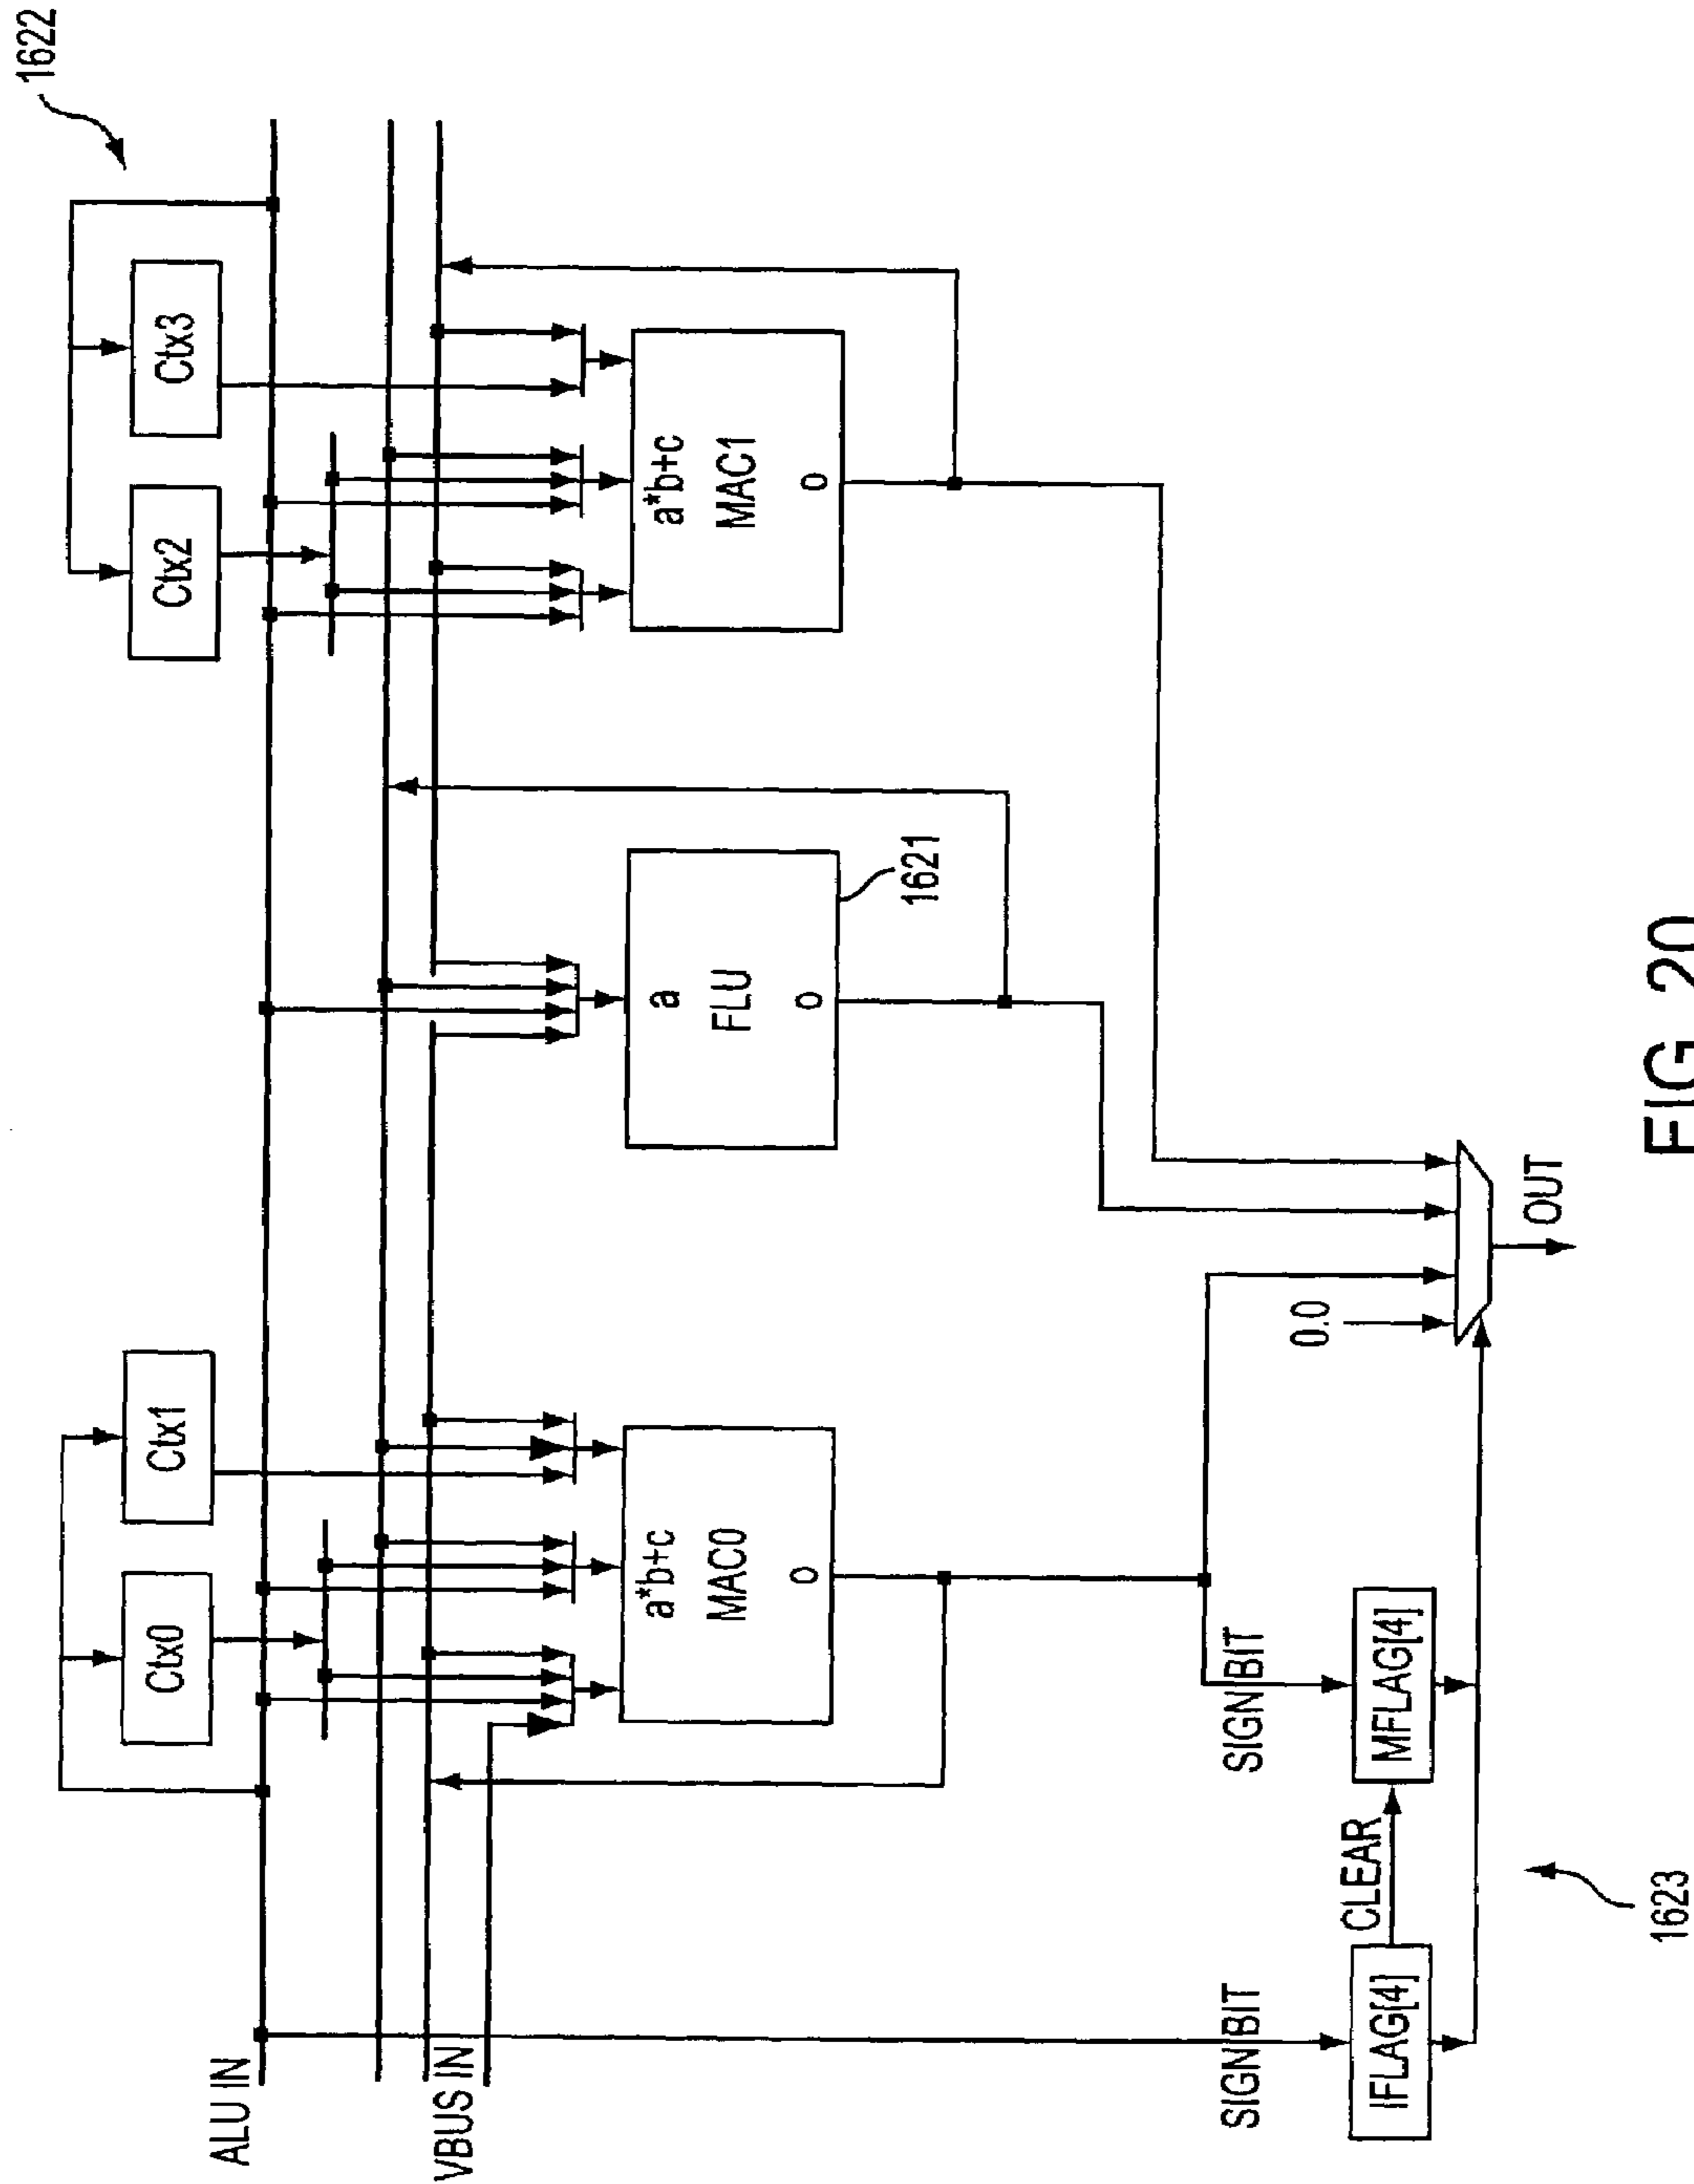 1622
Ctx0
Ctx1
Ctx2
Ctx3
ALU IN
VBUS IN
a*b+c
MAC0
o
a
FLU
o
1621
a*b+c
MAC1
o
SIGN BIT
SIGN BIT
IFLAG[4]
CLEAR
MFLAG[4]
0.0
OUT
1623
FIG. 20